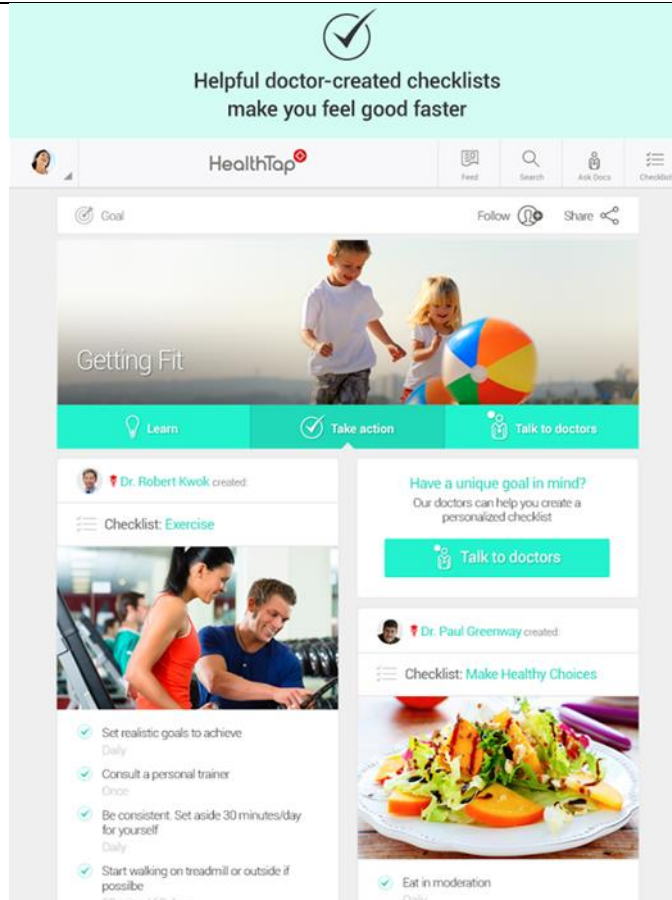 Helpful doctor-created checklists
make you feel good faster
HealthTap
Feed
Search
Ask Docs
Checklist
Goal
Follow
Share
Getting Fit
Learn
Take action
Talk to doctors
Dr. Robert Kwok created:
Checklist: Exercise
Set realistic goals to achieve
Daily
Consult a personal trainer
Once
Be consistent. Set aside 30 minutes/day
for yourself
Daily
Start walking on treadmill or outside if
possilbe
Have a unique goal in mind?
Our doctors can help you create a
personalized checklist
Talk to doctors
Dr. Paul Greenway created:
Checklist: Make Healthy Choices
Eat in moderation
Daily